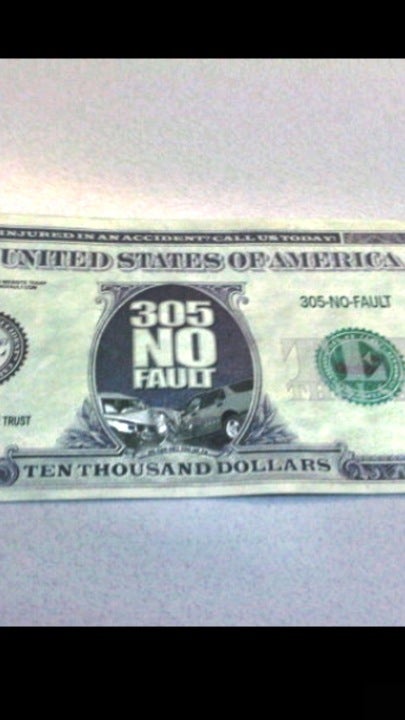 INJURED IN AN ACCIDENT? CALL US TODAY!
UNITED STATES OF AMERICA
305-NO-FAULT
305
NO
FAULT
TRUST
TEN THOUSAND DOLLARS